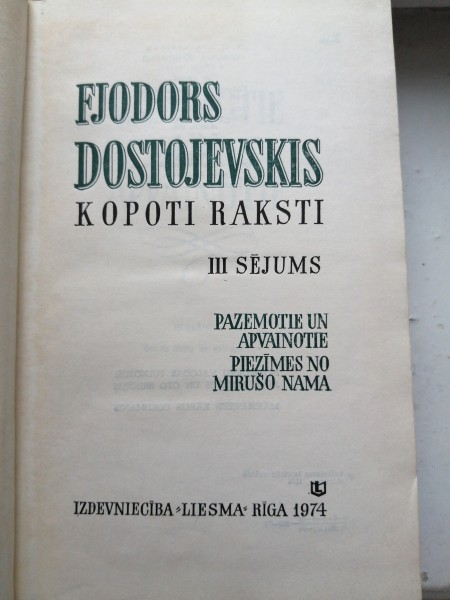 FJODORS
DOSTOJEVSKIS
KOPOTI RAKSTI
III SĒJUMS
PAZEMOTIE UN
APVAINOTIE
PIEZĪMES NO
MIRUŠO NAMA
IZDEVNIECĪBA »LIESMA« RĪGA 1974